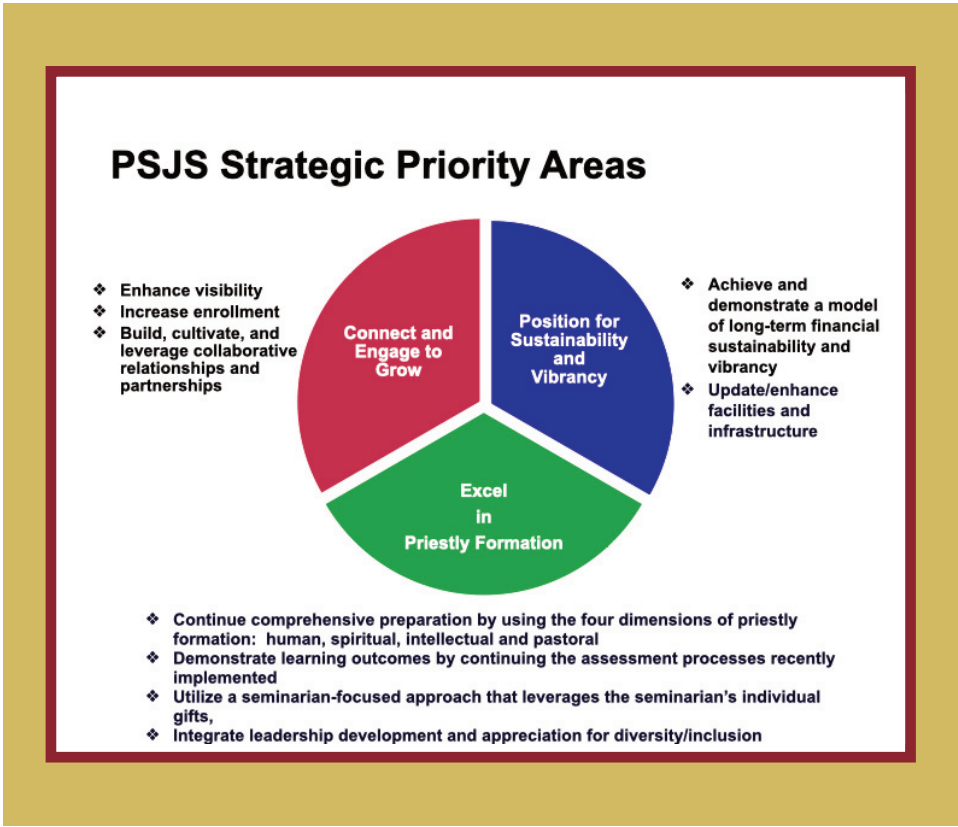 PSJS Strategic Priority Areas
❖ Enhance visibility
❖ Increase enrollment
❖ Build, cultivate, and
leverage collaborative
relationships and
partnerships
Connect and
Engage to
Grow
Position for
Sustainability
and
Vibrancy
❖ Achieve and
demonstrate a model
of long-term financial
sustainability and
vibrancy
❖ Update/enhance
facilities and
infrastructure
Excel
in
Priestly Formation
❖ Continue comprehensive preparation by using the four dimensions of priestly
formation: human, spiritual, intellectual and pastoral
❖ Demonstrate learning outcomes by continuing the assessment processes recently
implemented
❖ Utilize a seminarian-focused approach that leverages the seminarian's individual
gifts,
❖ Integrate leadership development and appreciation for diversity/inclusion